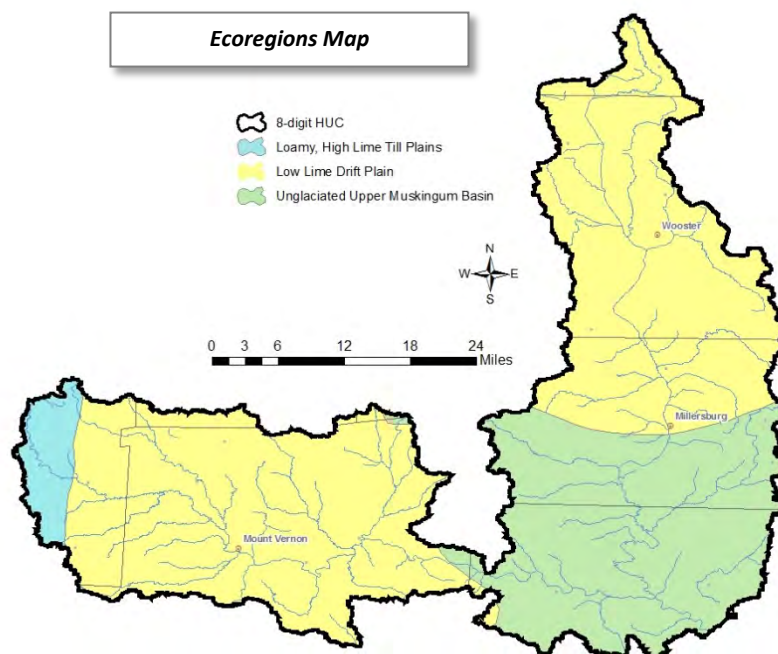 Ecoregions Map
8-digit HUC
Loamy, High Lime Till Plains
Low Lime Drift Plain
Unglaciated Upper Muskingum Basin
Wooster
N
W E
S
0 3 6 12 18 24
Miles
Millersburg
Mount Vernon